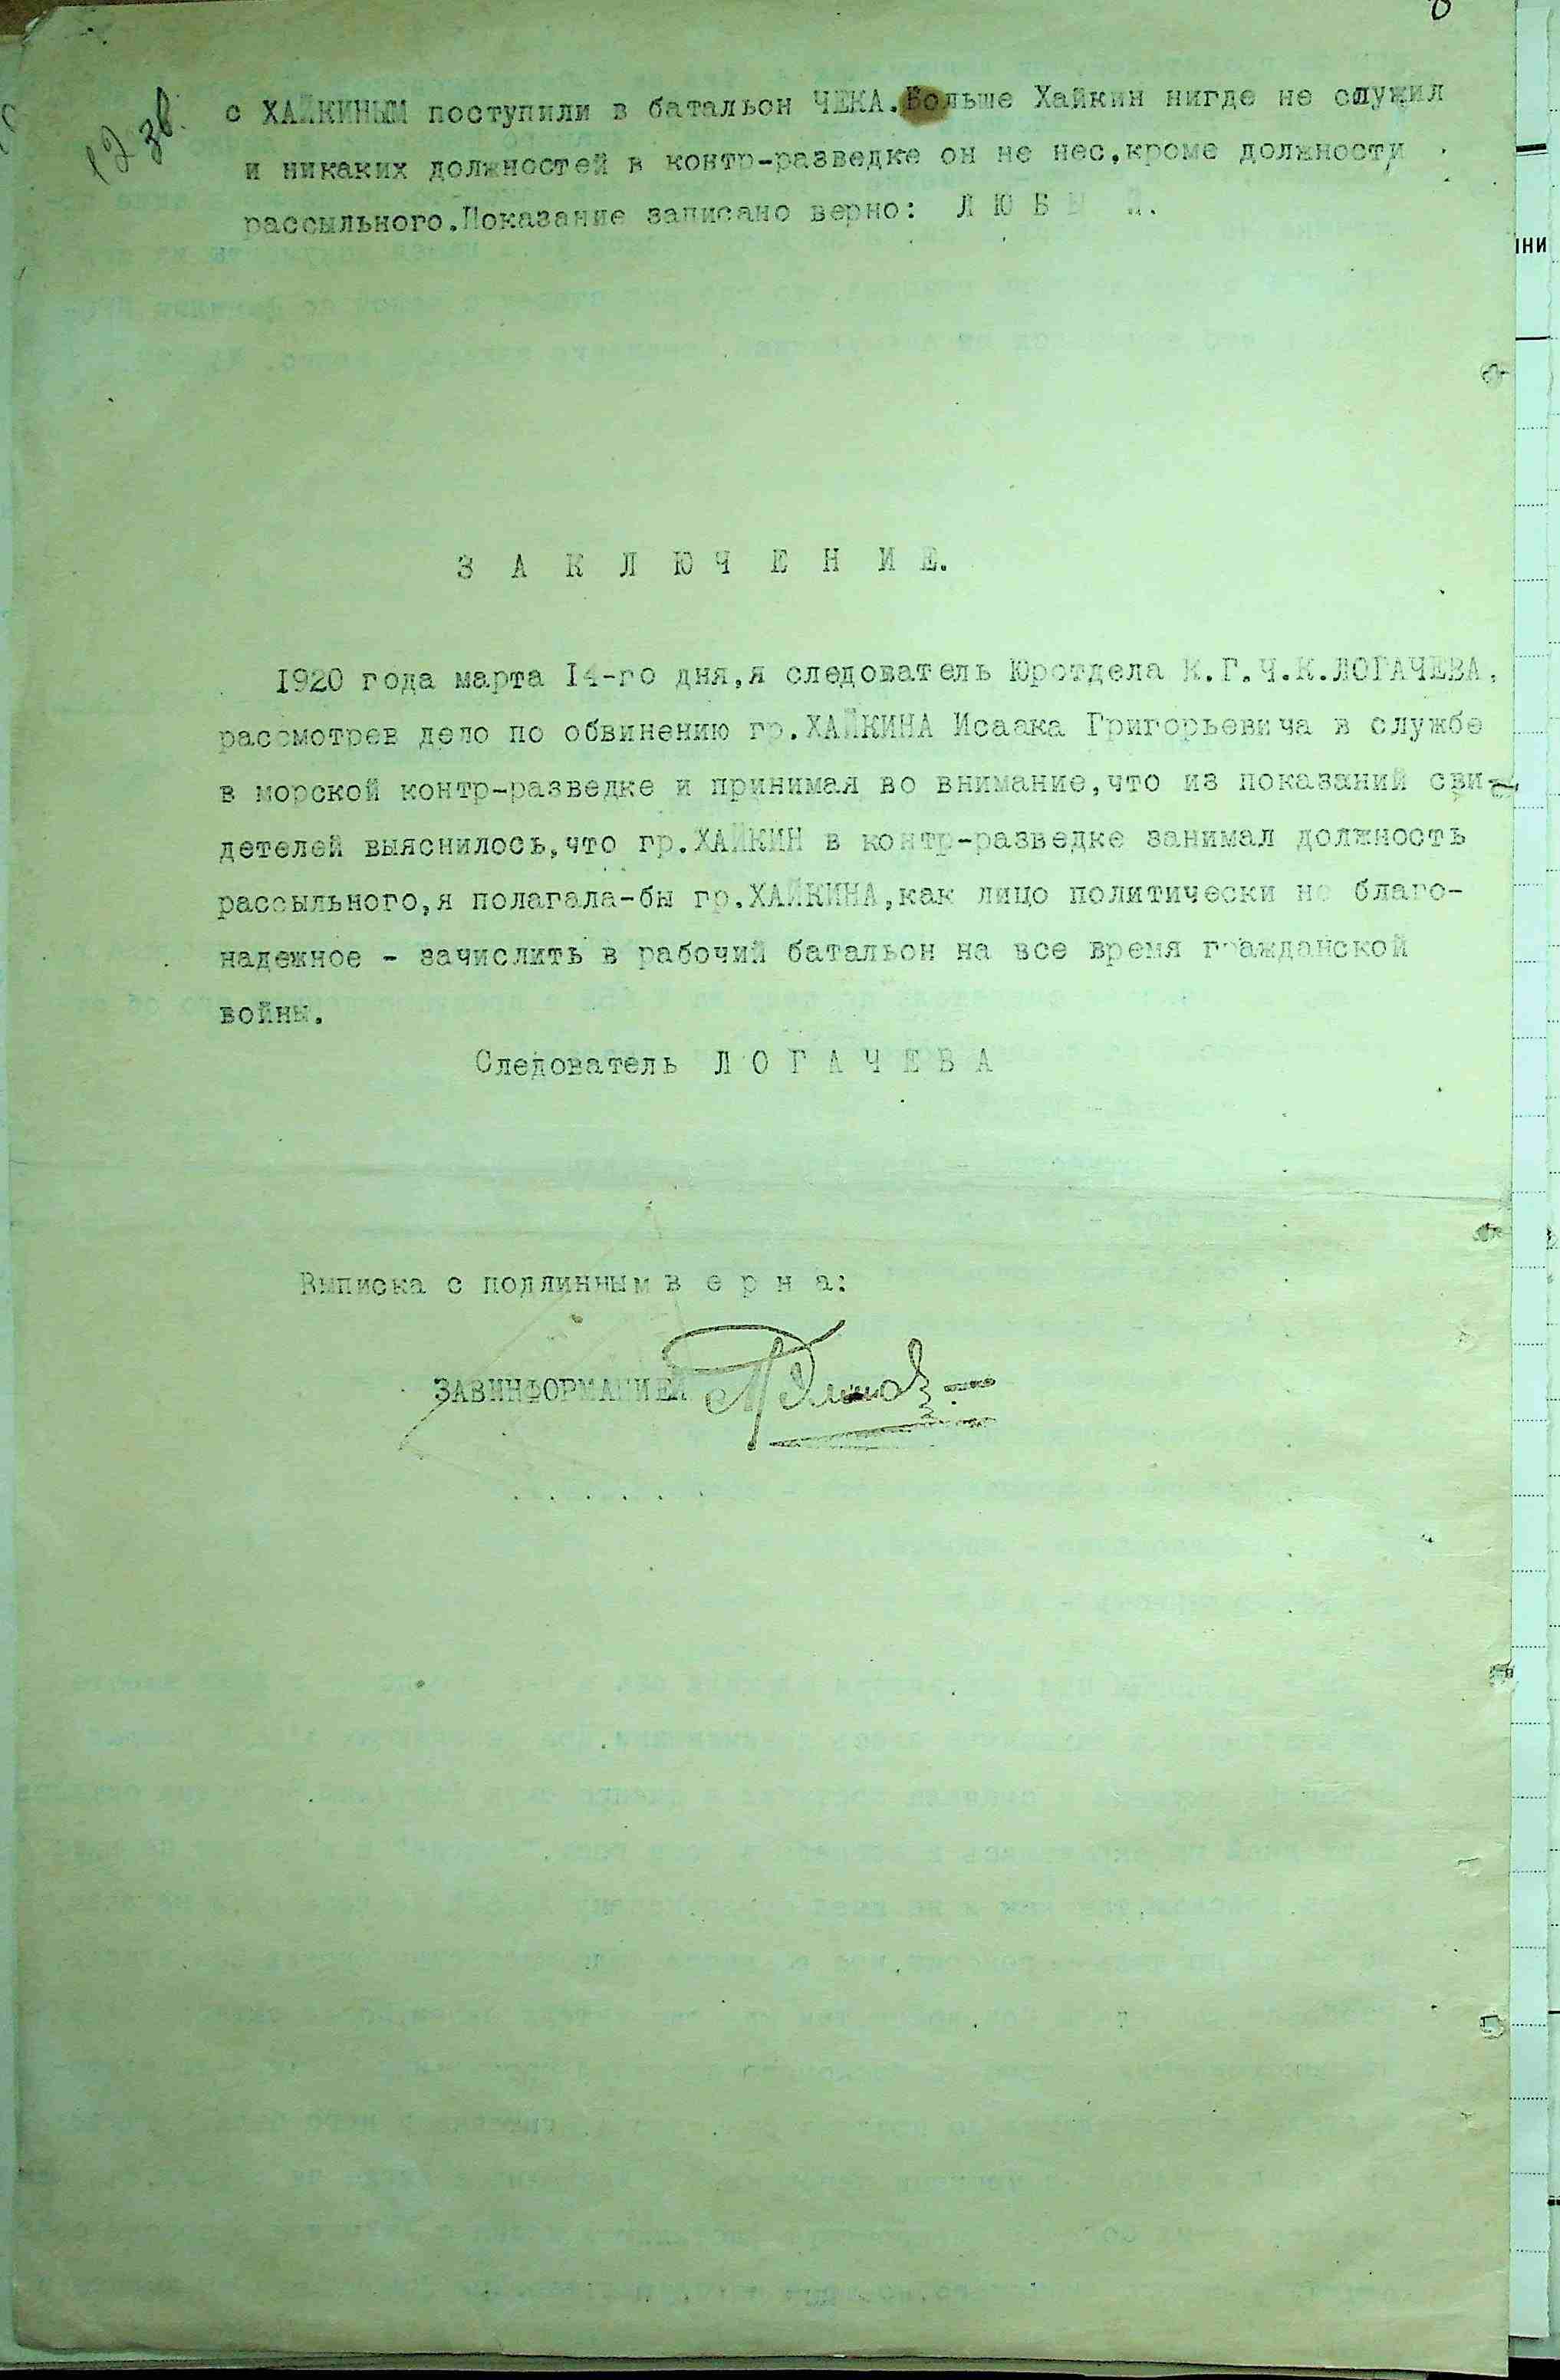 12 зв.
с ХАЙКИНЫМ поступили в батальон ЧЕКА.Больше Хайкин нигде не служил
и никаких должностей в контр-разведке он не нес,кроме должности
рассыльного.Показание записано верно:
З А К Л Ю Ч Е Н И Е.
1920 года марта 14-го дня,я следователь Юротдела К.Г.Ч.К.ЛОГАЧЕВА,
рассмотрев дело по обвинению гр.ХАЙКИНА Исаака Григорьевича в службе
в морской контр-разведке и принимая во внимание,что из показаний сви-
детелей выяснилось,что гр.ХАЙКИН в контр-разведке занимал должность
рассыльного,я полагала-бы гр.ХАЙКИНА,как лицо политически не благо-
надежное - зачислить в рабочий батальон на все время гражданской
войны.
Следователь Л О Г А Ч Е В А
Выписка с подлинным в е р н а:
ЗАВИНФОРМАЦИЕЙ
. . . . . . . .